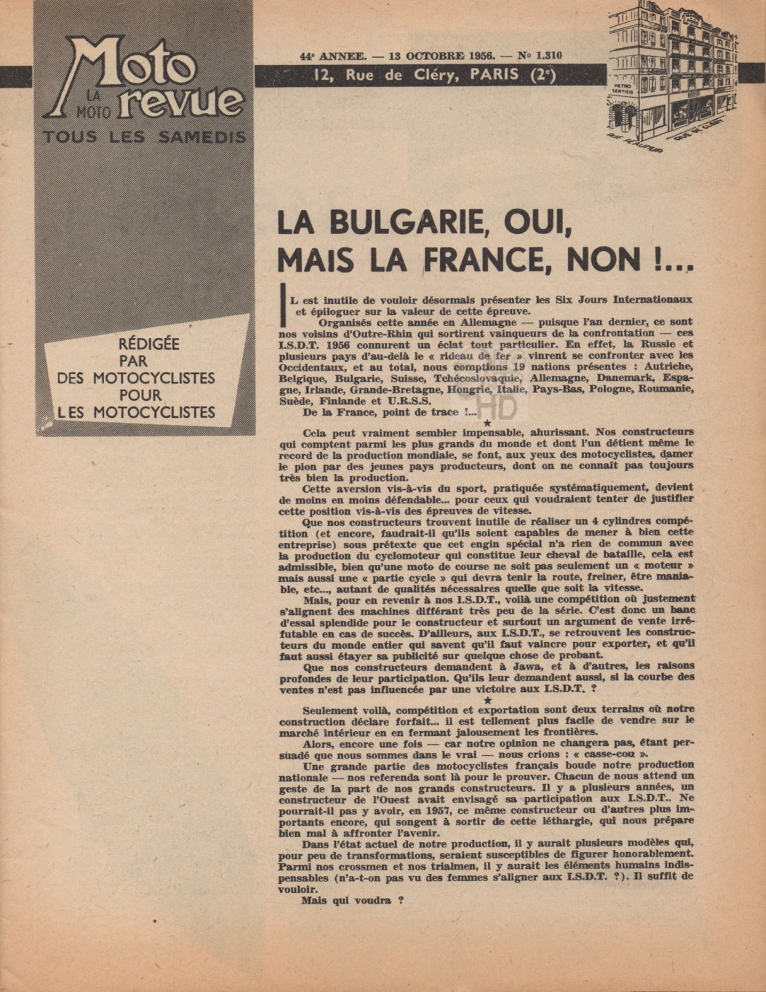 Moto
LA
MOTO
revue
TOUS LES SAMEDIS
44e ANNEE. — 13 OCTOBRE 1956. — No 1.310
12, Rue de Cléry, PARIS (2e)
METRO
SENTIER
RUE RÉAUMUR
RUE DE CLERY
RÉDIGÉE
PAR
DES MOTOCYCLISTES
POUR
LES MOTOCYCLISTES
LA BULGARIE, OUI,
MAIS LA FRANCE, NON !...
IL est inutile de vouloir désormais présenter les Six Jours Internationaux
et épiloguer sur la valeur de cette épreuve.
Organisés cette année en Allemagne — puisque l'an dernier, ce sont
nos voisins d'Outre-Rhin qui sortirent vainqueurs de la confrontation — ces
I.S.D.T. 1956 connurent un éclat tout particulier. En effet, la Russie et
plusieurs pays d'au-delà le « rideau de fer » vinrent se confronter avec les
Occidentaux, et au total, nous comptions 19 nations présentes : Autriche,
Belgique, Bulgarie, Suisse, Tchécoslovaquie, Allemagne, Danemark, Espa-
gne, Irlande, Grande-Bretagne, Hongrie, Italie, Pays-Bas, Pologne, Roumanie,
Suède, Finlande et U.R.S.S.
De la France, point de trace !...
HD
★
Cela peut vraiment sembler impensable, ahurissant. Nos constructeurs
qui comptent parmi les plus grands du monde et dont l'un détient même le
record de la production mondiale, se font, aux yeux des motocyclistes, damer
le pion par des jeunes pays producteurs, dont on ne connaît pas toujours
très bien la production.
Cette aversion vis-à-vis du sport, pratiquée systématiquement, devient
de moins en moins défendable... pour ceux qui voudraient tenter de justifier
cette position vis-à-vis des épreuves de vitesse.
Que nos constructeurs trouvent inutile de réaliser un 4 cylindres compé-
tition (et encore, faudrait-il qu'ils soient capables de mener à bien cette
entreprise) sous prétexte que cet engin spécial n'a rien de commun avec
la production du cyclomoteur qui constitue leur cheval de bataille, cela est
admissible, bien qu'une moto de course ne soit pas seulement un « moteur »
mais aussi une « partie cycle » qui devra tenir la route, freiner, être mania-
ble, etc..., autant de qualités nécessaires quelle que soit la vitesse.
Mais, pour en revenir à nos I.S.D.T., voilà une compétition où justement
s'alignent des machines différant très peu de la série. C'est donc un banc
d'essai splendide pour le constructeur et surtout un argument de vente irré-
futable en cas de succès. D'ailleurs, aux I.S.D.T., se retrouvent les construc-
teurs du monde entier qui savent qu'il faut vaincre pour exporter, et qu'il
faut aussi étayer sa publicité sur quelque chose de probant.
Que nos constructeurs demandent à Jawa, et à d'autres, les raisons
profondes de leur participation. Qu'ils leur demandent aussi, si la courbe des
ventes n'est pas influencée par une victoire aux I.S.D.T. ?
★
Seulement voilà, compétition et exportation sont deux terrains où notre
construction déclare forfait... il est tellement plus facile de vendre sur le
marché intérieur en en fermant jalousement les frontières.
Alors, encore une fois — car notre opinion ne changera pas, étant per-
suadé que nous sommes dans le vrai — nous crions : « casse-cou ».
Une grande partie des motocyclistes français boude notre production
nationale — nos referenda sont là pour le prouver. Chacun de nous attend un
geste de la part de nos grands constructeurs. Il y a plusieurs années, un
constructeur de l'Ouest avait envisagé sa participation aux I.S.D.T.. Ne
pourrait-il pas y avoir, en 1957, ce même constructeur ou d'autres plus im-
portants encore, qui songent à sortir de cette léthargie, qui nous prépare
bien mal à affronter l'avenir.
Dans l'état actuel de notre production, il y aurait plusieurs modèles qui,
pour peu de transformations, seraient susceptibles de figurer honorablement.
Parmi nos crossmen et nos trialmen, il y aurait les éléments humains indis-
pensables (n'a-t-on pas vu des femmes s'aligner aux I.S.D.T. ?). Il suffit de
vouloir.
Mais qui voudra ?